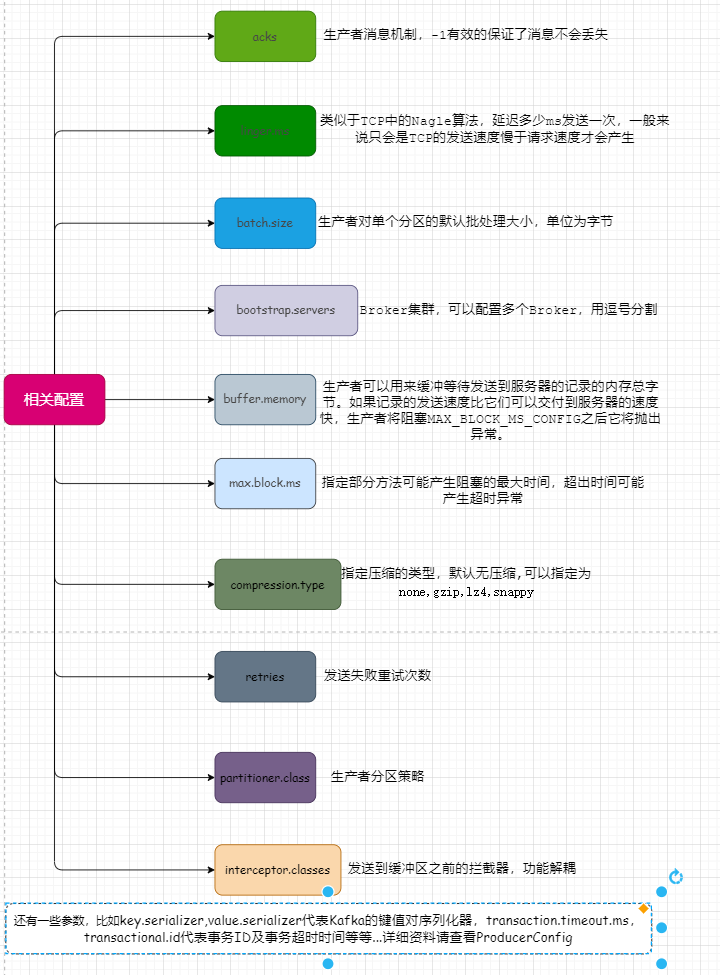 acks
生产者消息机制，-1有效的保证了消息不会丢失
linger.ms
类似于TCP中的Nagle算法，延迟多少ms发送一次，一般来
说只会是TCP的发送速度慢于请求速度才会产生
batch.size
生产者对单个分区的默认批处理大小，单位为字节
bootstrap.servers
Broker集群，可以配置多个Broker，用逗号分割
相关配置
buffer.memory
生产者可以用来缓冲等待发送到服务器的记录的内存总字
节。如果记录的发送速度比它们可以交付到服务器的速度
快，生产者将阻塞MAX_BLOCK_MS_CONFIG之后它将抛出
异常。
max.block.ms
指定部分方法可能产生阻塞的最大时间，超出时间可能
产生超时异常
compression.type
指定压缩的类型，默认无压缩,可以指定为
none,gzip,lz4,snappy
retries
发送失败重试次数
partitioner.class
生产者分区策略
interceptor.classes
发送到缓冲区之前的拦截器，功能解耦
还有一些参数，比如key.serializer,value.serializer代表Kafka的键值对序列化器，transaction.timeout.ms,
transactional.id代表事务ID及事务超时时间等等...详细资料请查看ProducerConfig